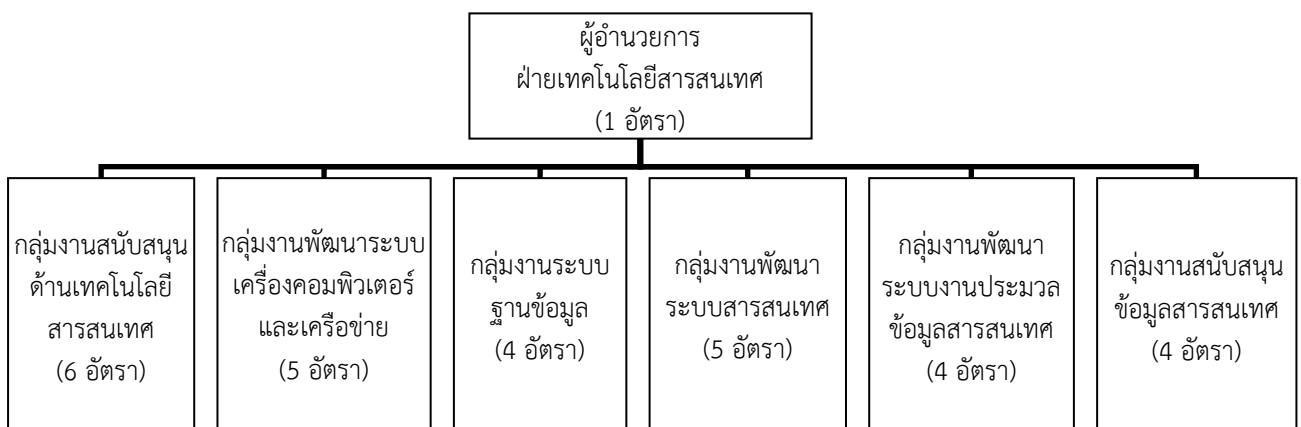 ผู้อำนวยการ
ฝ่ายเทคโนโลยีสารสนเทศ
(1 อัตรา)
กลุ่มงานสนับสนุน
ด้านเทคโนโลยี
สารสนเทศ
(6 อัตรา)
กลุ่มงานพัฒนาระบบ
เครื่องคอมพิวเตอร์
และเครือข่าย
(5 อัตรา)
กลุ่มงานระบบ
ฐานข้อมูล
(4 อัตรา)
กลุ่มงานพัฒนา
ระบบสารสนเทศ
(5 อัตรา)
กลุ่มงานพัฒนา
ระบบงานประมวล
ข้อมูลสารสนเทศ
(4 อัตรา)
กลุ่มงานสนับสนุน
ข้อมูลสารสนเทศ
(4 อัตรา)